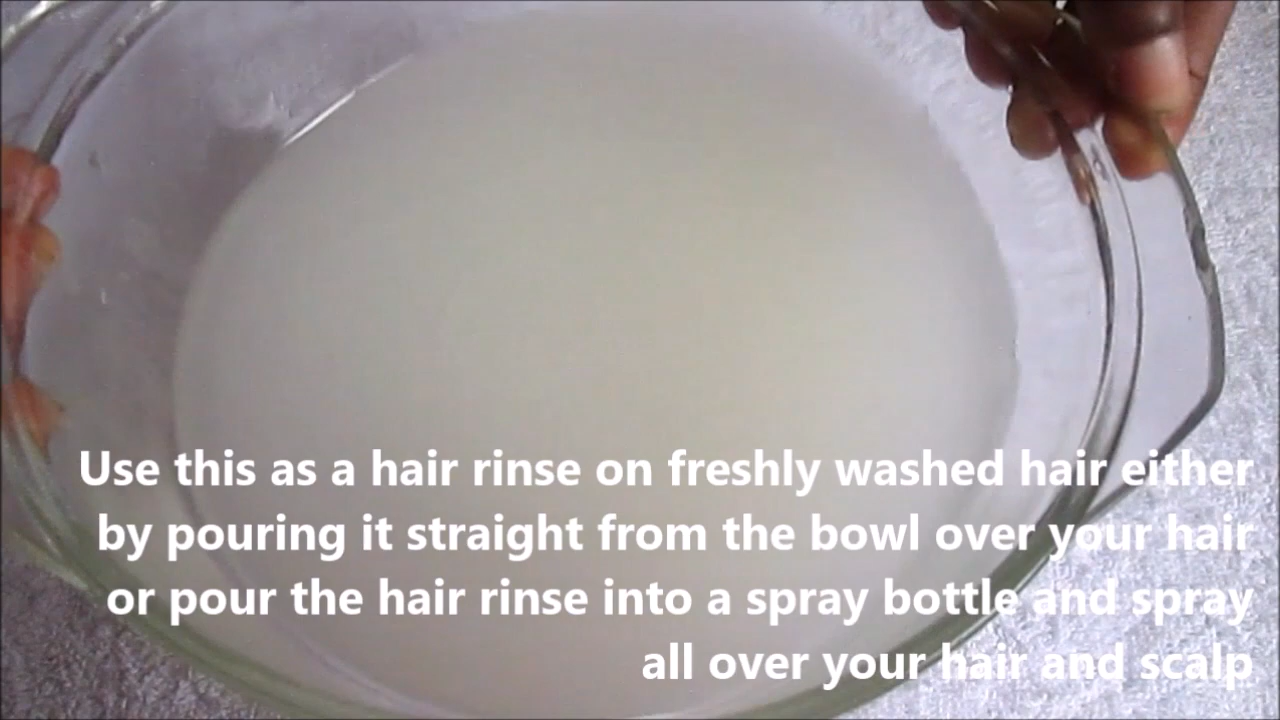 Use this as a hair rinse on freshly washed hair either
by pouring it straight from the bowl over your hair
or pour the hair rinse into a spray bottle and spray
all over your hair and scalp